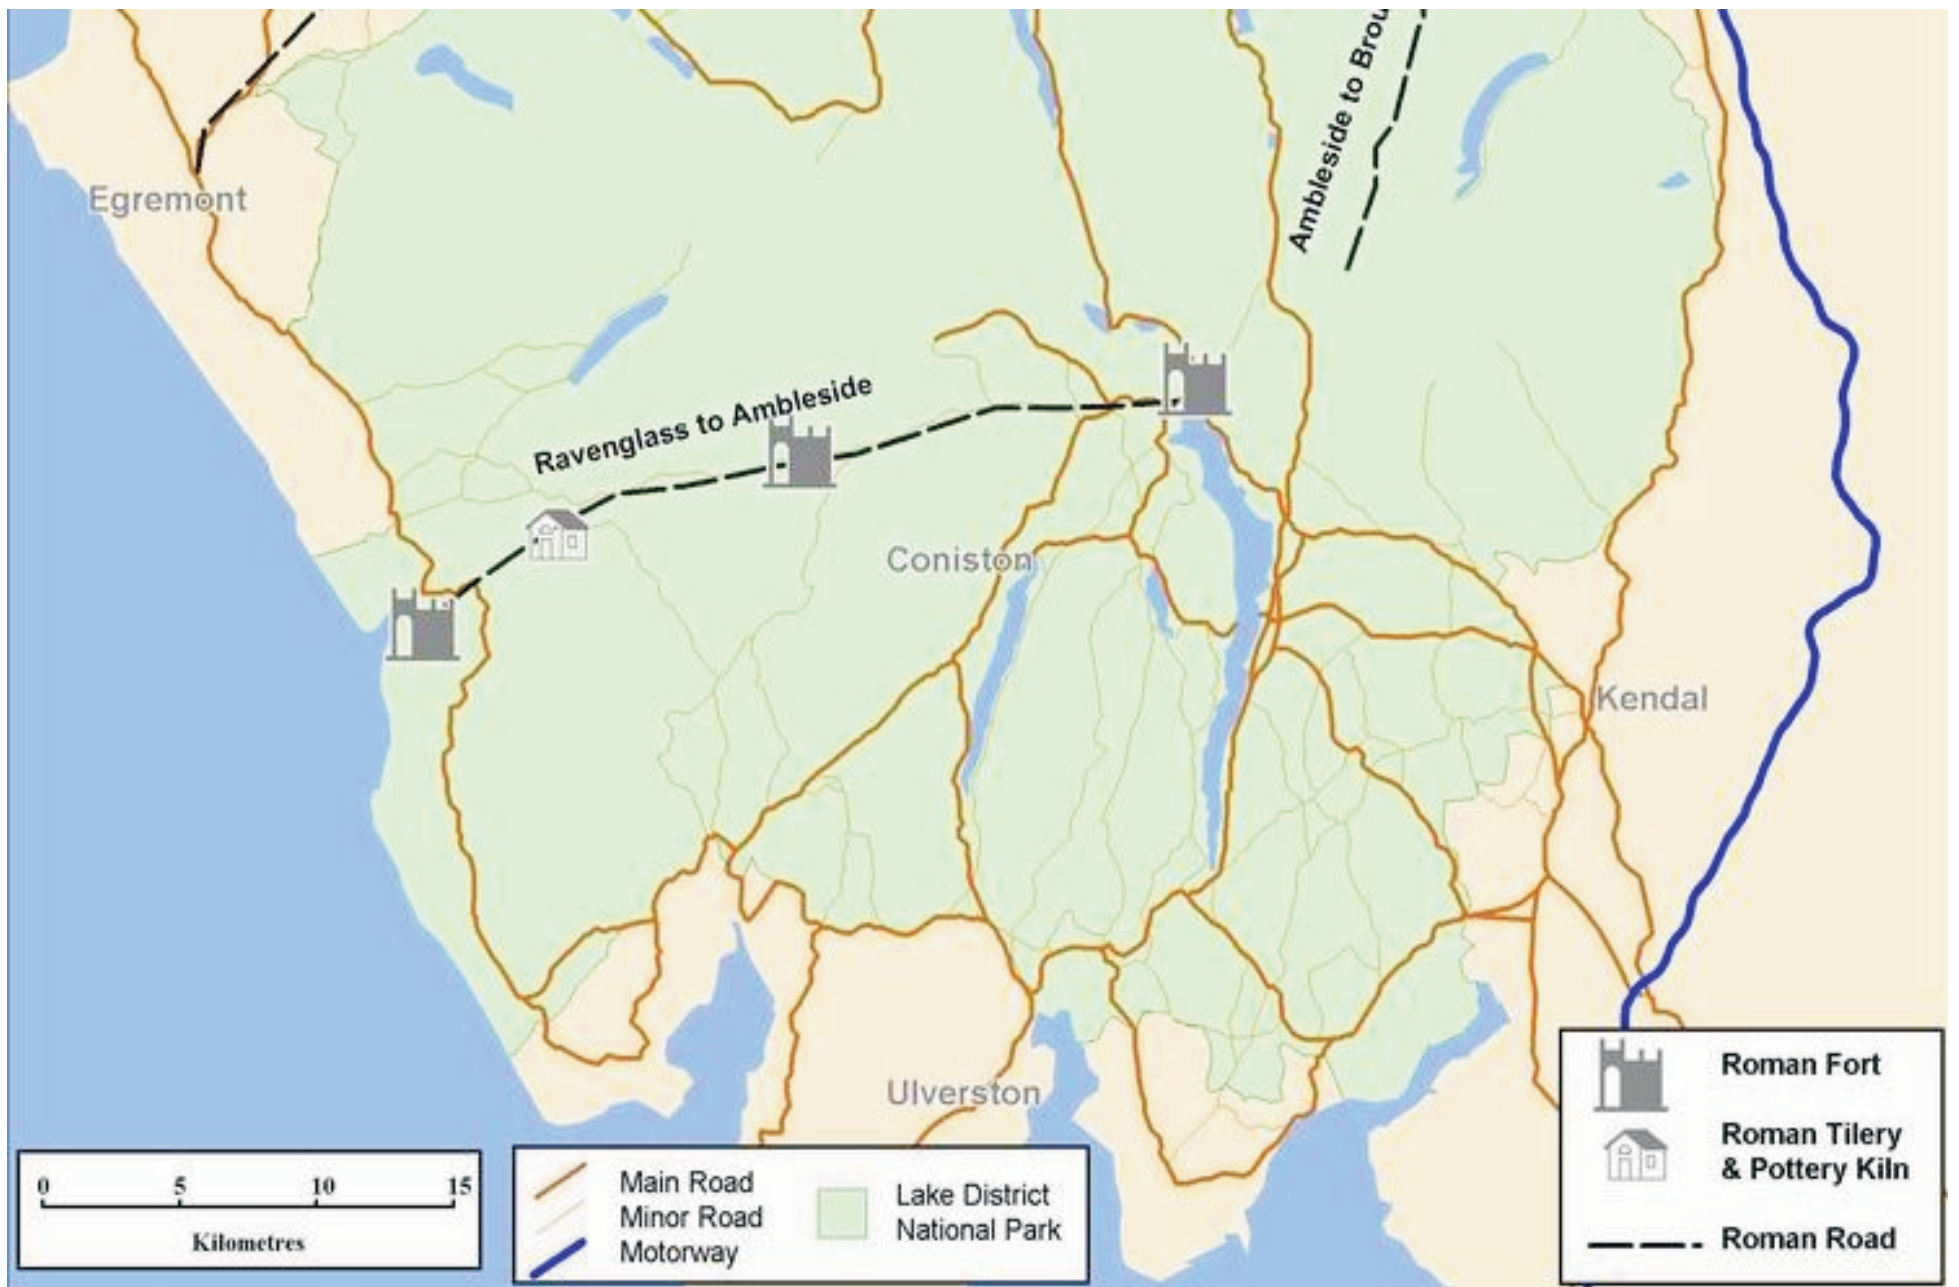 Ambleside to Brou
Egremont
Ravenglass to Ambleside
Coniston
Kendal
Ulverston
0 5 10 15
Kilometres
Main Road
Minor Road
Motorway
Lake District
National Park
Roman Fort
Roman Tilery
& Pottery Kiln
Roman Road